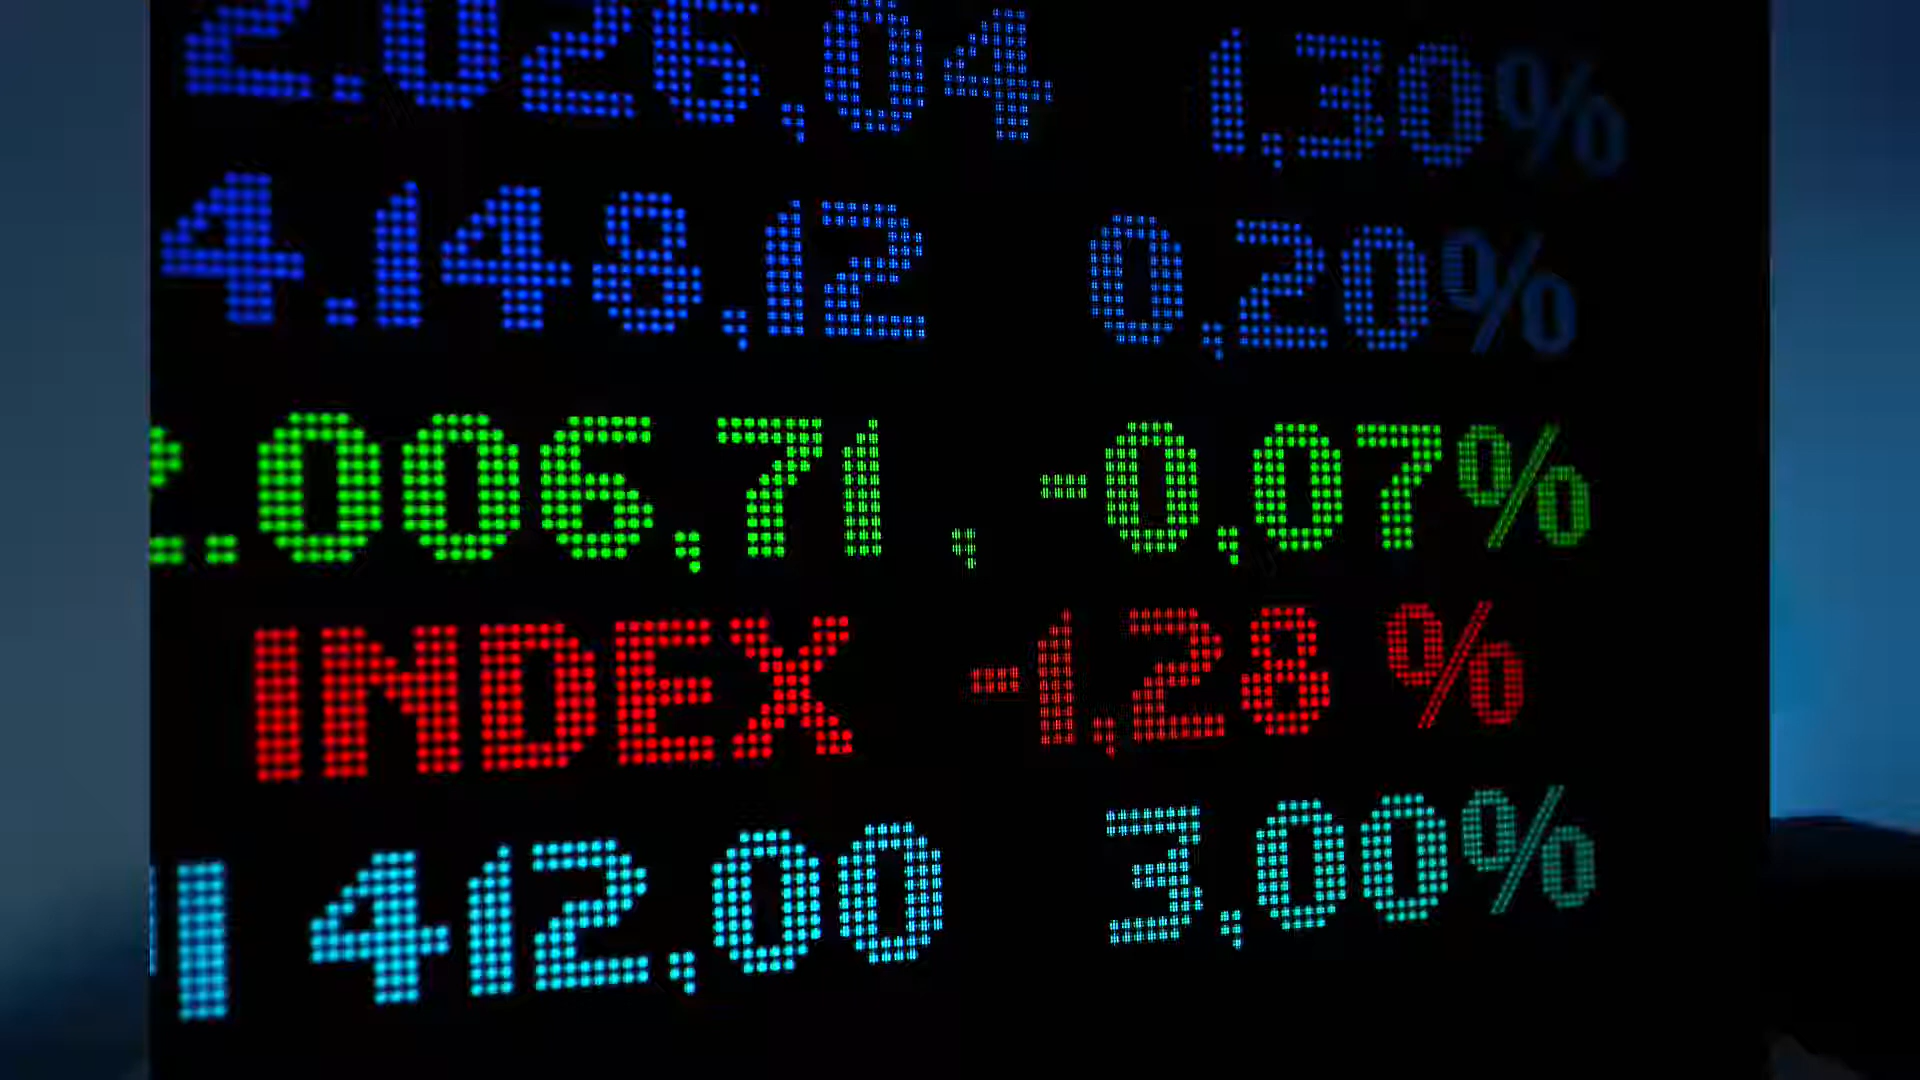 2.026,04 1,30%
4.148,12 0,20%
2.006,71 , -0,07%
INDEX -1,28 %
412,00 3,00%